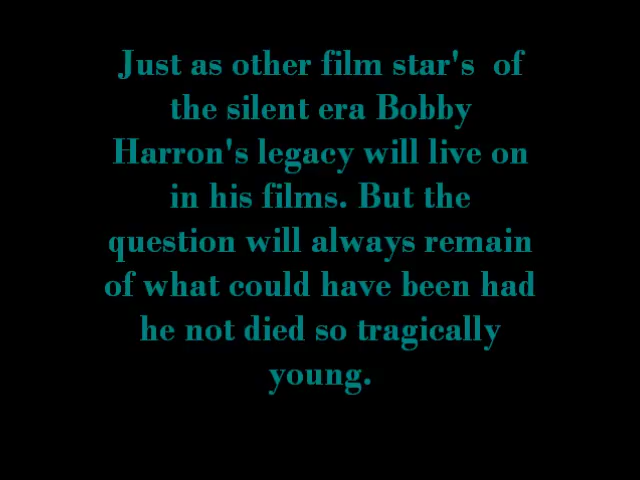 Just as other film star's  of
the silent era Bobby
Harron's legacy will live on
in his films. But the
question will always remain
of what could have been had
he not died so tragically
young.